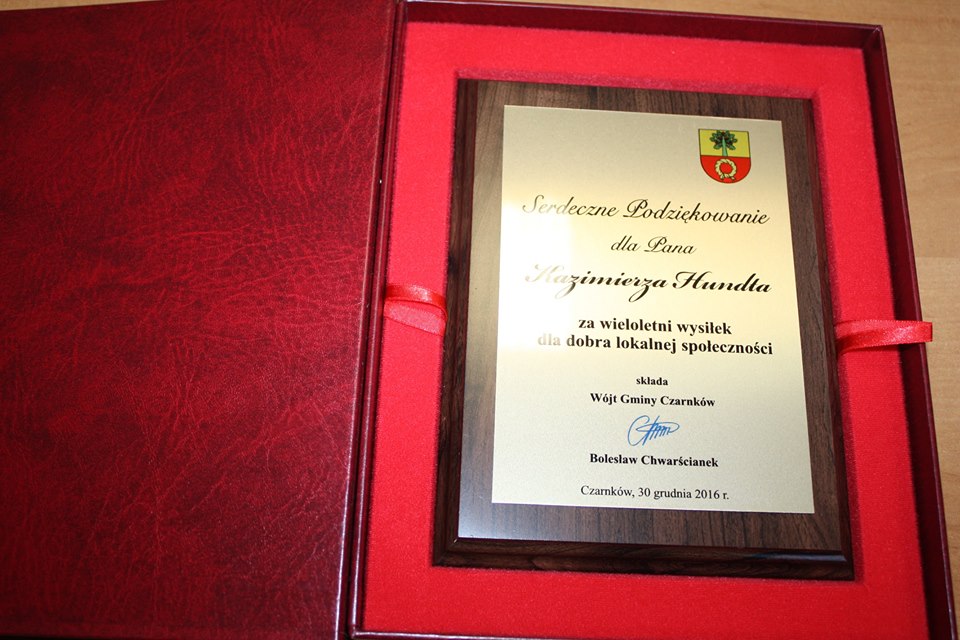 Serdeczne Podziękowanie
dla Pana
Kazimierza Hundta
za wieloletni wysiłek
dla dobra lokalnej społeczności
składa
Wójt Gminy Czarnków
Bolesław Chwarścianek
Czarnków, 30 grudnia 2016 r.